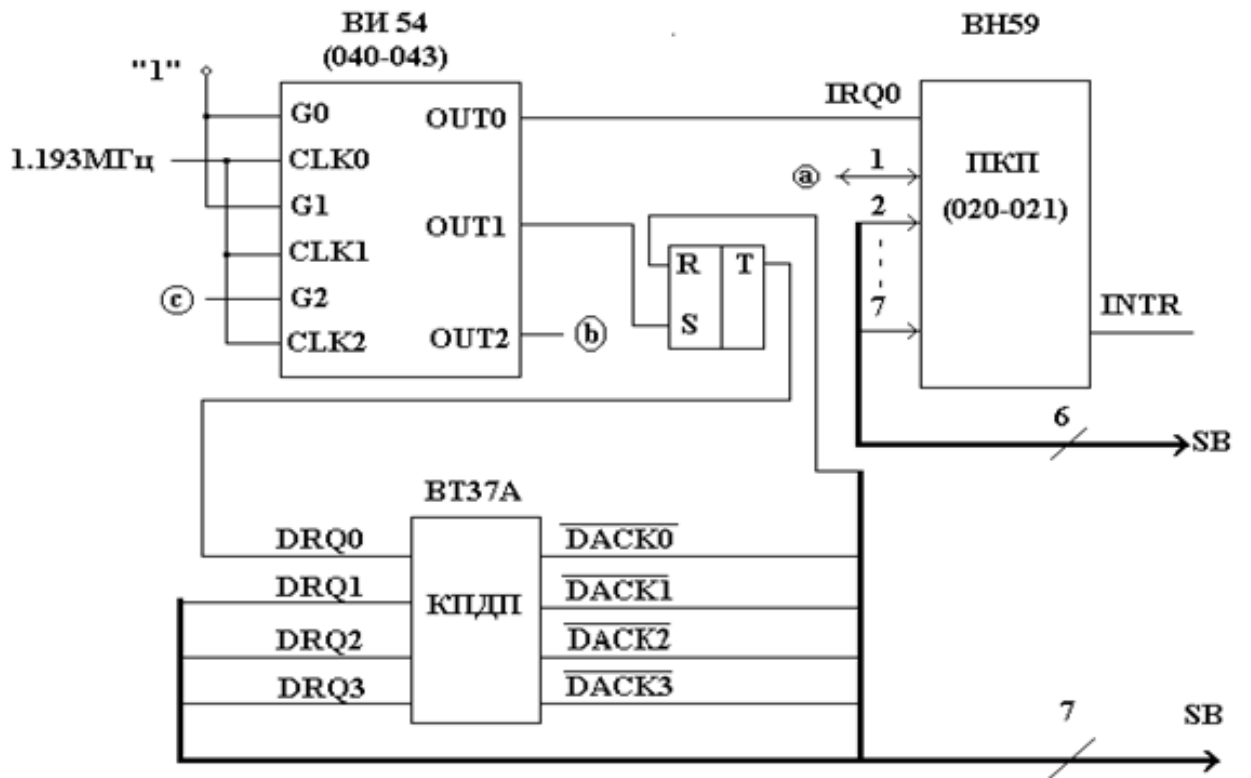 ВИ 54
(040-043)
ВН59
"1"
1.193МГц
G0
CLK0
G1
CLK1
G2
CLK2
OUT0
OUT1
OUT2
c
b
IRQ0
a
1
2
7
ПКП
(020-021)
INTR
R
T
S
6
SB
ВТ37А
DRQ0
DRQ1
DRQ2
DRQ3
КПДП
DACK0
DACK1
DACK2
DACK3
7
SB